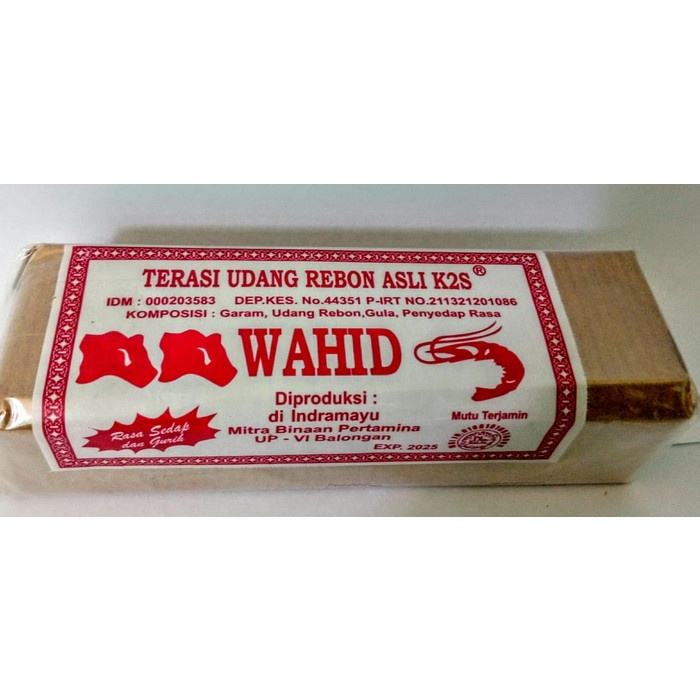 TERASI UDANG REBON ASLI K2S®
IDM : 000203583 DEP.KES. No.44351 P-IRT NO.211321201086
KOMPOSISI : Garam, Udang Rebon,Gula, Penyedap Rasa
WAHID
Diproduksi :
di Indramayu
Mitra Binaan Pertamina
UP - VI Balongan
EXP. 2025
Rasa Sedap
dan Gurih
Mutu Terjamin